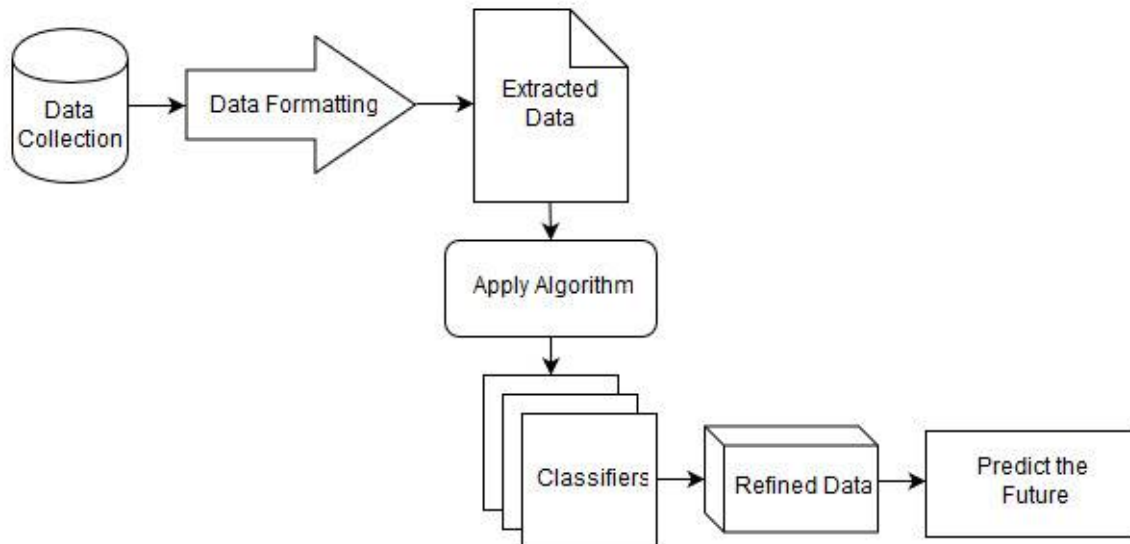 Data
Collection
Data Formatting
Extracted
Data
Apply Algorithm
Classifiers
Refined Data
Predict the
Future